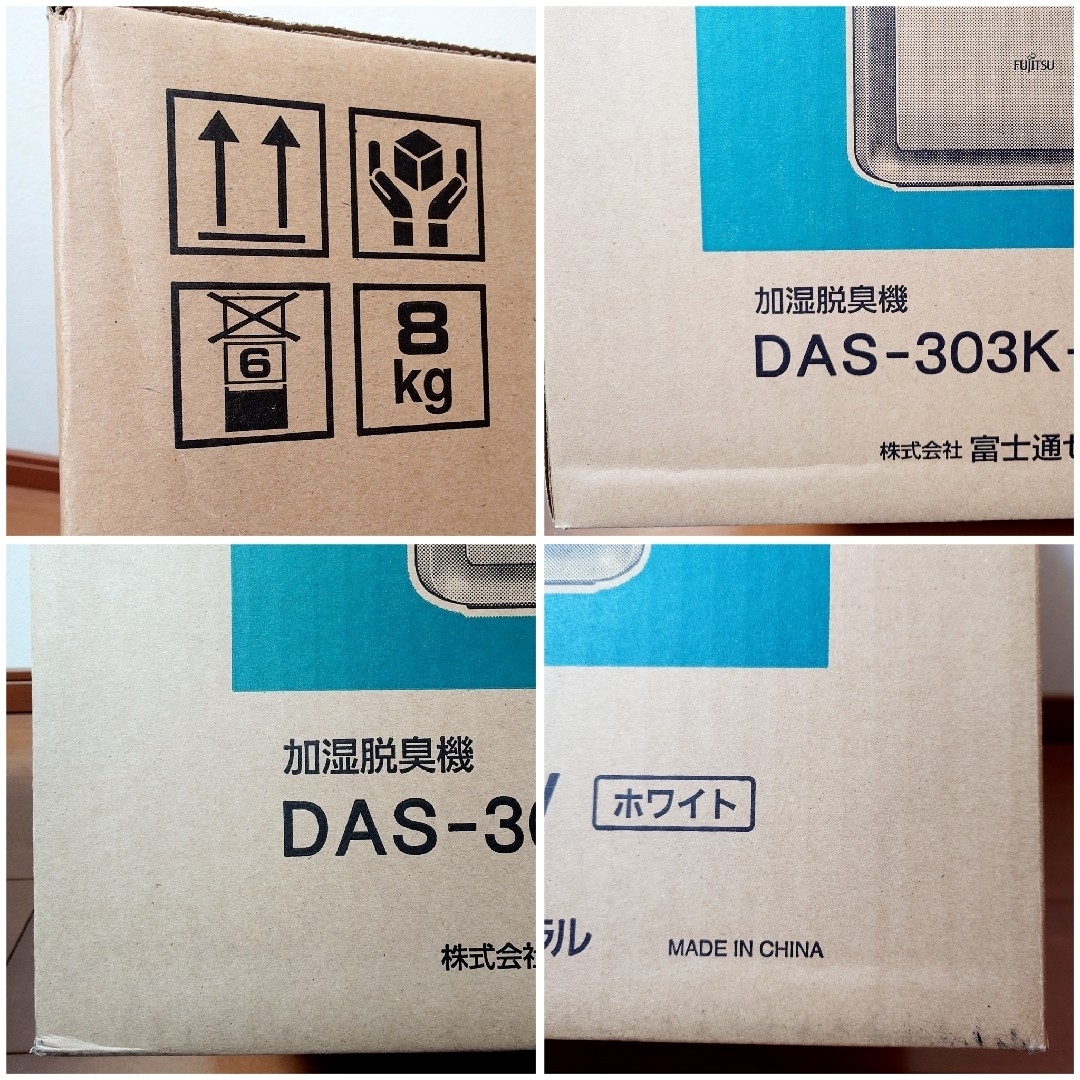 6
8
kg
FUJITSU
加湿脱臭機
DAS-303K-
株式会社 富士通ゼ
加湿脱臭機
DAS-30
株式会社
ホワイト
ラル
MADE IN CHINA